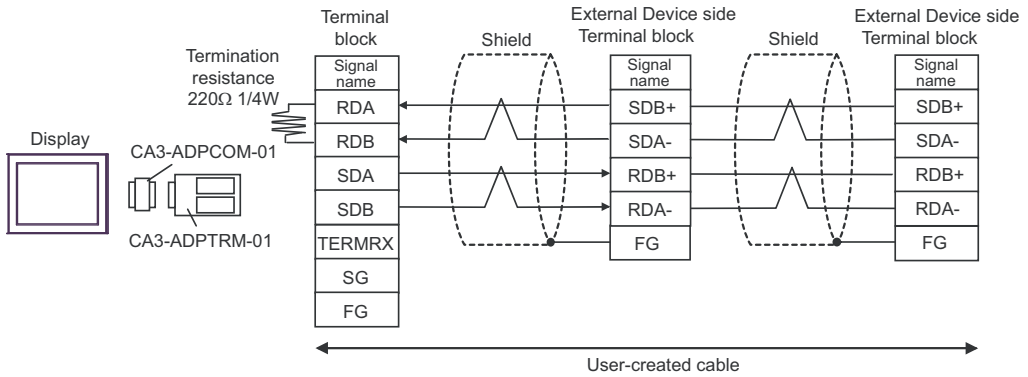 Display
CA3-ADPCOM-01
CA3-ADPTRM-01
Termination
resistance
220Ω 1/4W
Terminal
block
Signal
name
RDA
RDB
SDA
SDB
TERMRX
SG
FG
Shield
External Device side
Terminal block
Signal
name
SDB+
SDA-
RDB+
RDA-
FG
Shield
External Device side
Terminal block
Signal
name
SDB+
SDA-
RDB+
RDA-
FG
User-created cable